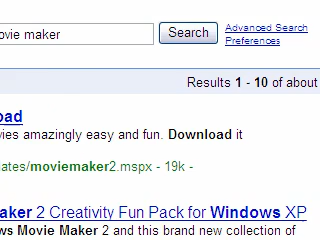 ovie maker Search Advanced Search
Preferences
Results 1 - 10 of about
oad
vies amazingly easy and fun. Download it
ates/moviemaker2.mspx - 19k -
aker 2 Creativity Fun Pack for Windows XP
ws Movie Maker 2 and this brand new collection of